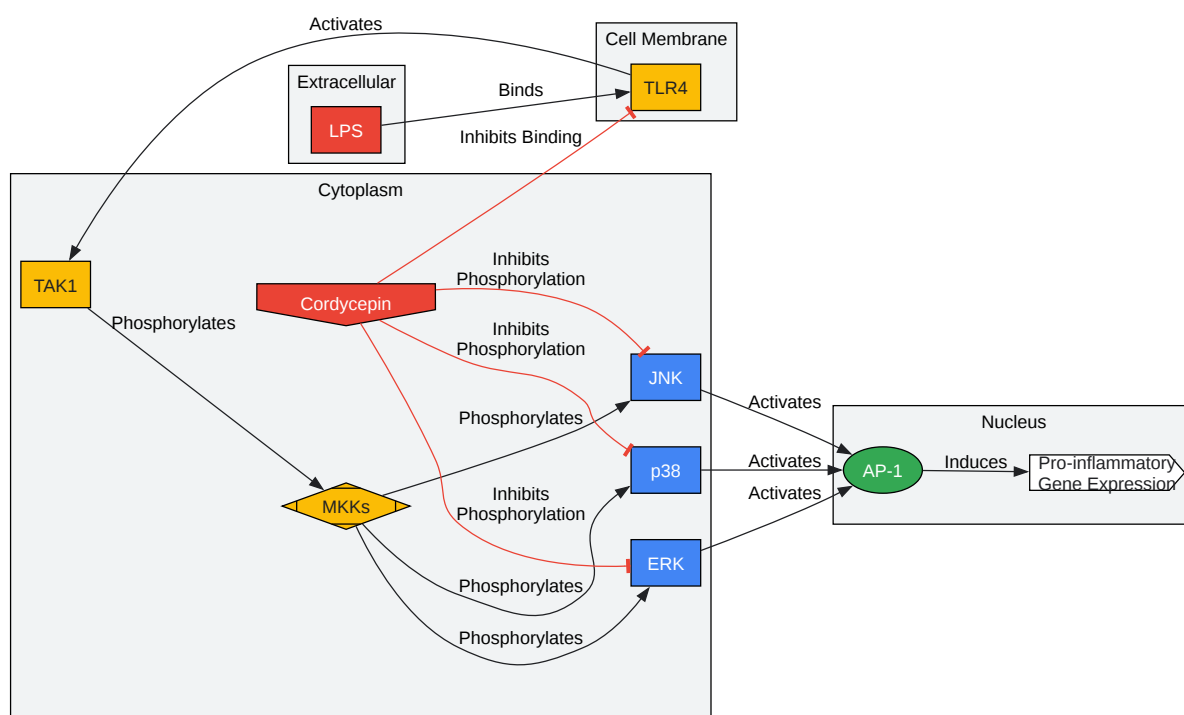 Activates
Cell Membrane
Extracellular
TLR4
Binds
LPS
Inhibits Binding
Cytoplasm
Inhibits
Phosphorylation
TAK1
Cordycepin
Phosphorylates
Inhibits
Phosphorylation
JNK
Activates
Phosphorylates
Nucleus
p38
Activates
AP-1
Induces
Pro-inflammatory
Gene Expression
MKKs
Inhibits
Phosphorylation
Activates
ERK
Phosphorylates
Phosphorylates